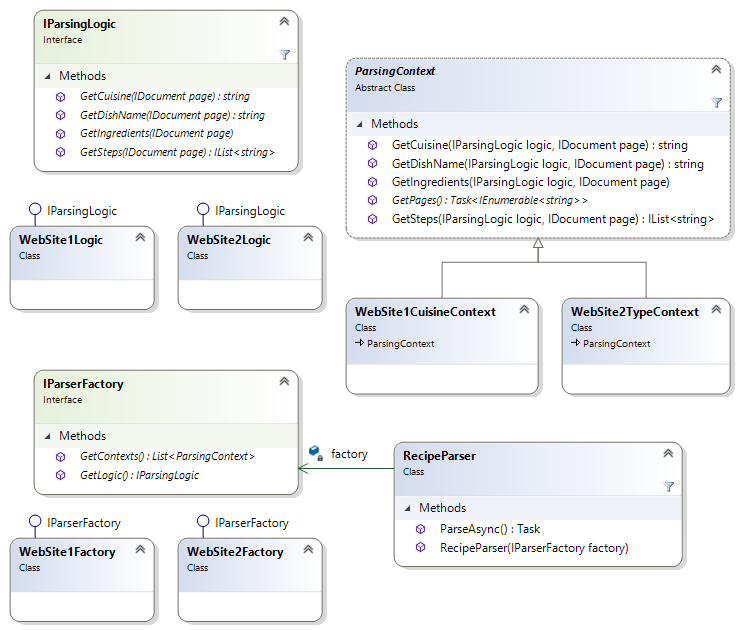 IParsingLogic
Interface
Methods
GetCuisine(IDocument page) : string
GetDishName(IDocument page) : string
GetIngredients(IDocument page)
GetSteps(IDocument page) : IList<string>
ParsingContext
Abstract Class
Methods
GetCuisine(IParsingLogic logic, IDocument page) : string
GetDishName(IParsingLogic logic, IDocument page) : string
GetIngredients(IParsingLogic logic, IDocument page)
GetPages() : Task<IEnumerable<string>>
GetSteps(IParsingLogic logic, IDocument page) : IList<string>
IParsingLogic
WebSite1Logic
Class
IParsingLogic
WebSite2Logic
Class
WebSite1CuisineContext
Class
ParsingContext
WebSite2TypeContext
Class
ParsingContext
IParserFactory
Interface
Methods
GetContexts() : List<ParsingContext>
GetLogic() : IParsingLogic
factory
RecipeParser
Class
Methods
ParseAsync() : Task
RecipeParser(IParserFactory factory)
IParserFactory
WebSite1Factory
Class
IParserFactory
WebSite2Factory
Class